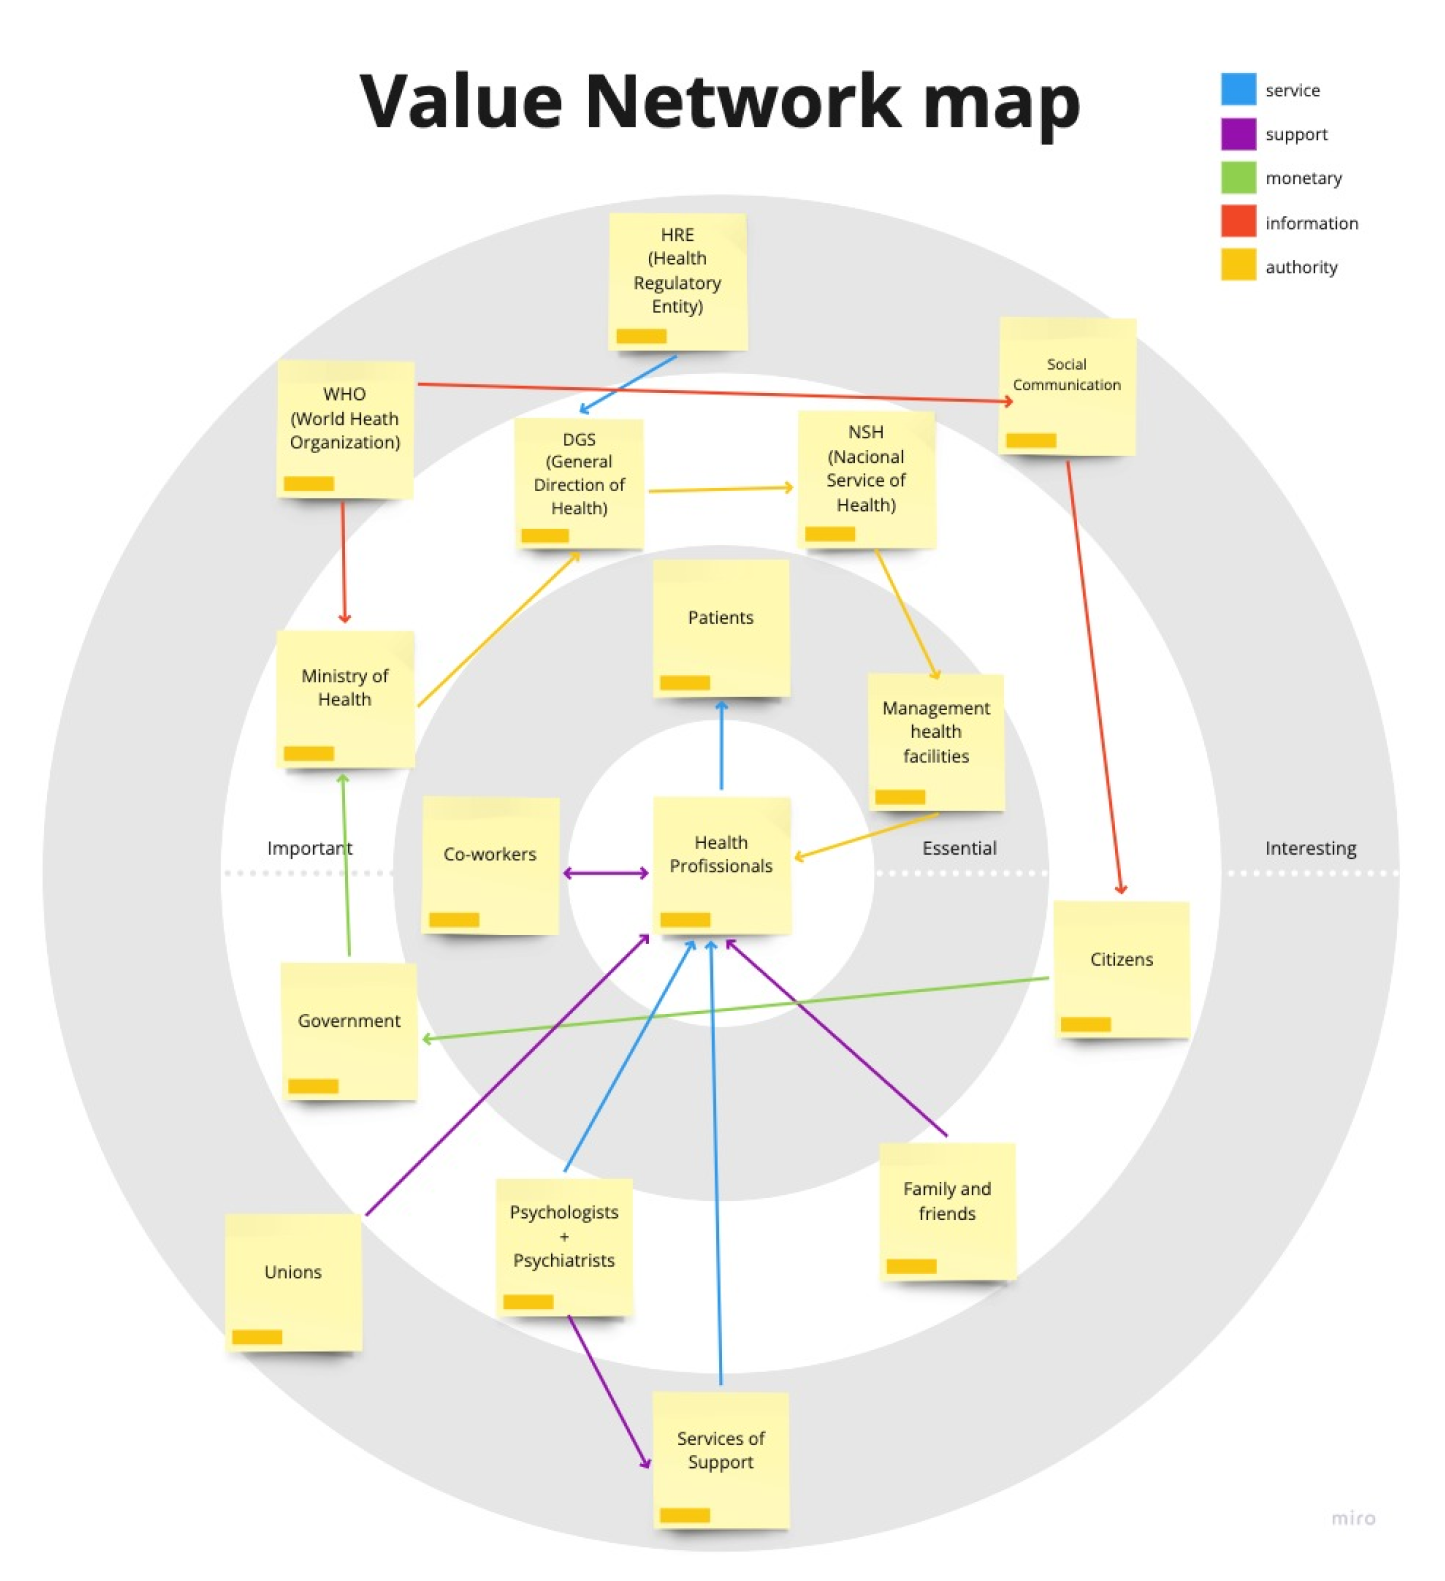 Value Network map
service
support
monetary
information
authority
HRE
(Health
Regulatory
Entity)
Social
Communication
WHO
(World Heath
Organization)
DGS
(General
Direction of
Health)
NSH
(Nacional
Service of
Health)
Patients
Ministry of
Health
Management
health
facilities
Important
Co-workers
Health
Profissionals
Essential
Interesting
Citizens
Government
Family and
friends
Psychologists
+
Psychiatrists
Unions
Services of
Support
miro